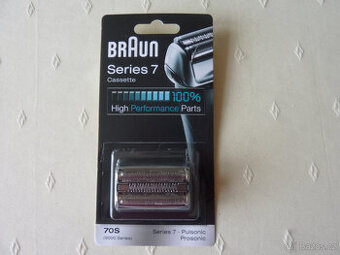 BRAUN
Series 7
Cassette
100%
High Performance Parts
70S
Series 7 - Pulsonic
(9000 Series)
Prosonic